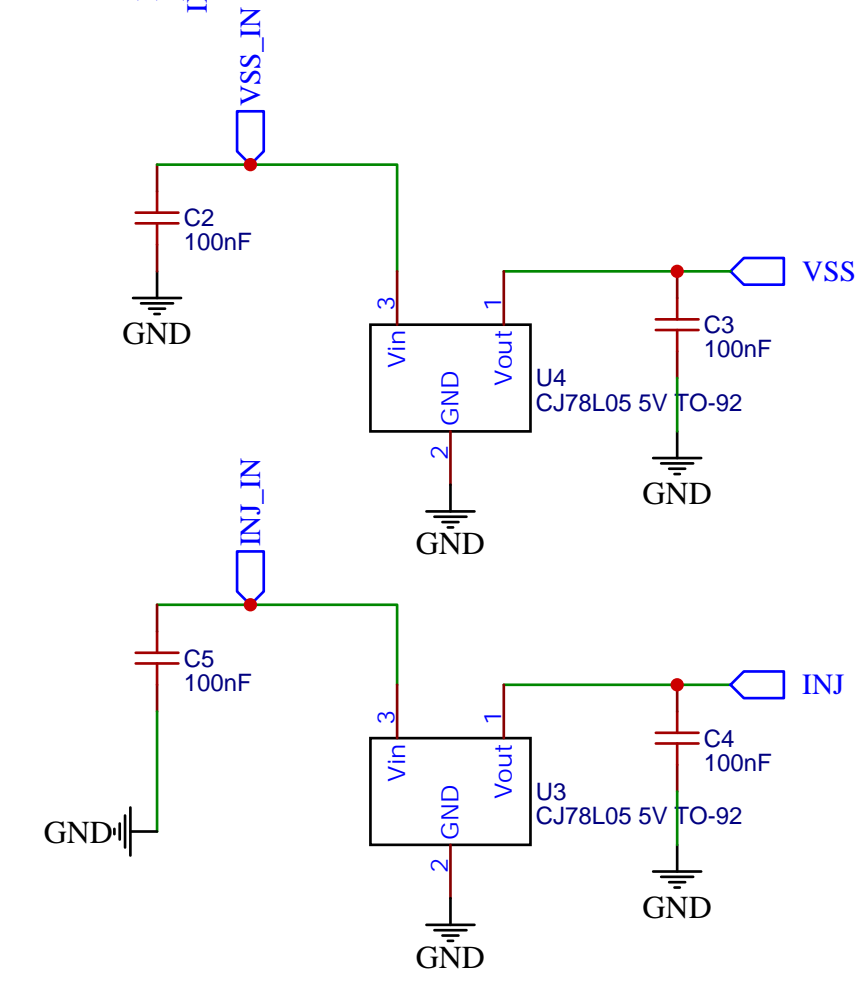 VSS_IN
C2
100nF
GND
3
1
Vin
Vout
GND
2
U4
CJ78L05 5V TO-92
VSS
C3
100nF
GND
GND
INJ_IN
C5
100nF
GND
3
1
Vin
Vout
GND
2
U3
CJ78L05 5V TO-92
INJ
C4
100nF
GND
GND